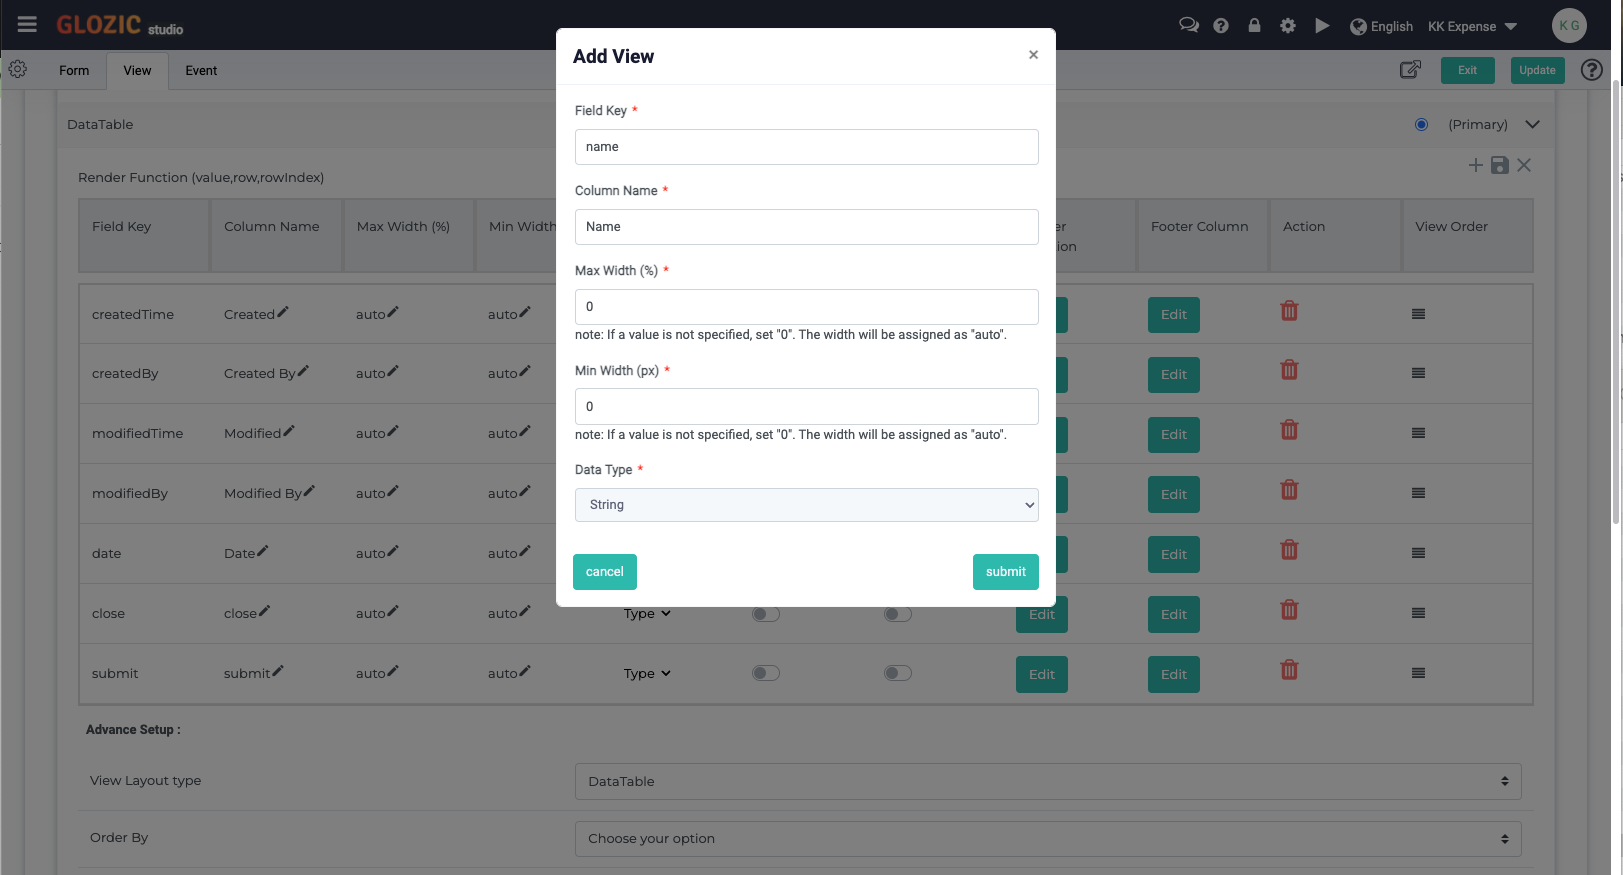 GLOZIC studio
English
KK Expense
K G
Form
View
Event
Exit
Update
DataTable
(Primary)
Render Function (value,row,rowIndex)
Field Key
Column Name
Max Width (%)
Min Width
Footer Column
Action
View Order
createdTime
Created
auto
auto
Edit
createdBy
Created By
auto
auto
Edit
modifiedTime
Modified
auto
auto
Edit
modifiedBy
Modified By
auto
auto
Edit
date
Date
auto
auto
Edit
close
close
auto
auto
Type
Edit
Edit
submit
submit
auto
auto
Type
Edit
Edit
Advance Setup :
View Layout type
DataTable
Order By
Choose your option
Add View
×
Field Key *
name
Column Name *
Name
Max Width (%) *
0
note: If a value is not specified, set "0". The width will be assigned as "auto".
Min Width (px) *
0
note: If a value is not specified, set "0". The width will be assigned as "auto".
Data Type *
String
cancel
submit